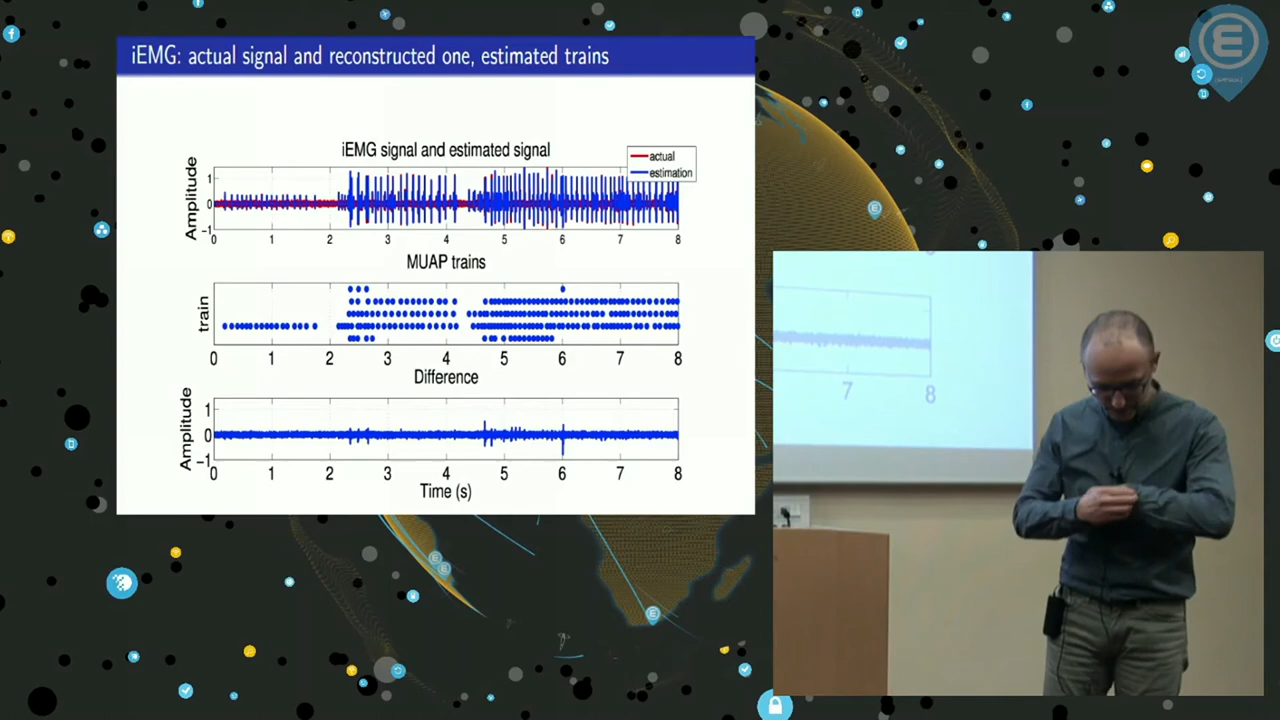 iEMG: actual signal and reconstructed one, estimated trains
iEMG signal and estimated signal
actual
estimation
Amplitude
1
0
-1
0 1 2 3 4 5 6 7 8
MUAP trains
train
0 1 2 3 4 5 6 7 8
Difference
Amplitude
1
0
-1
0 1 2 3 4 5 6 7 8
Time (s)
7 8